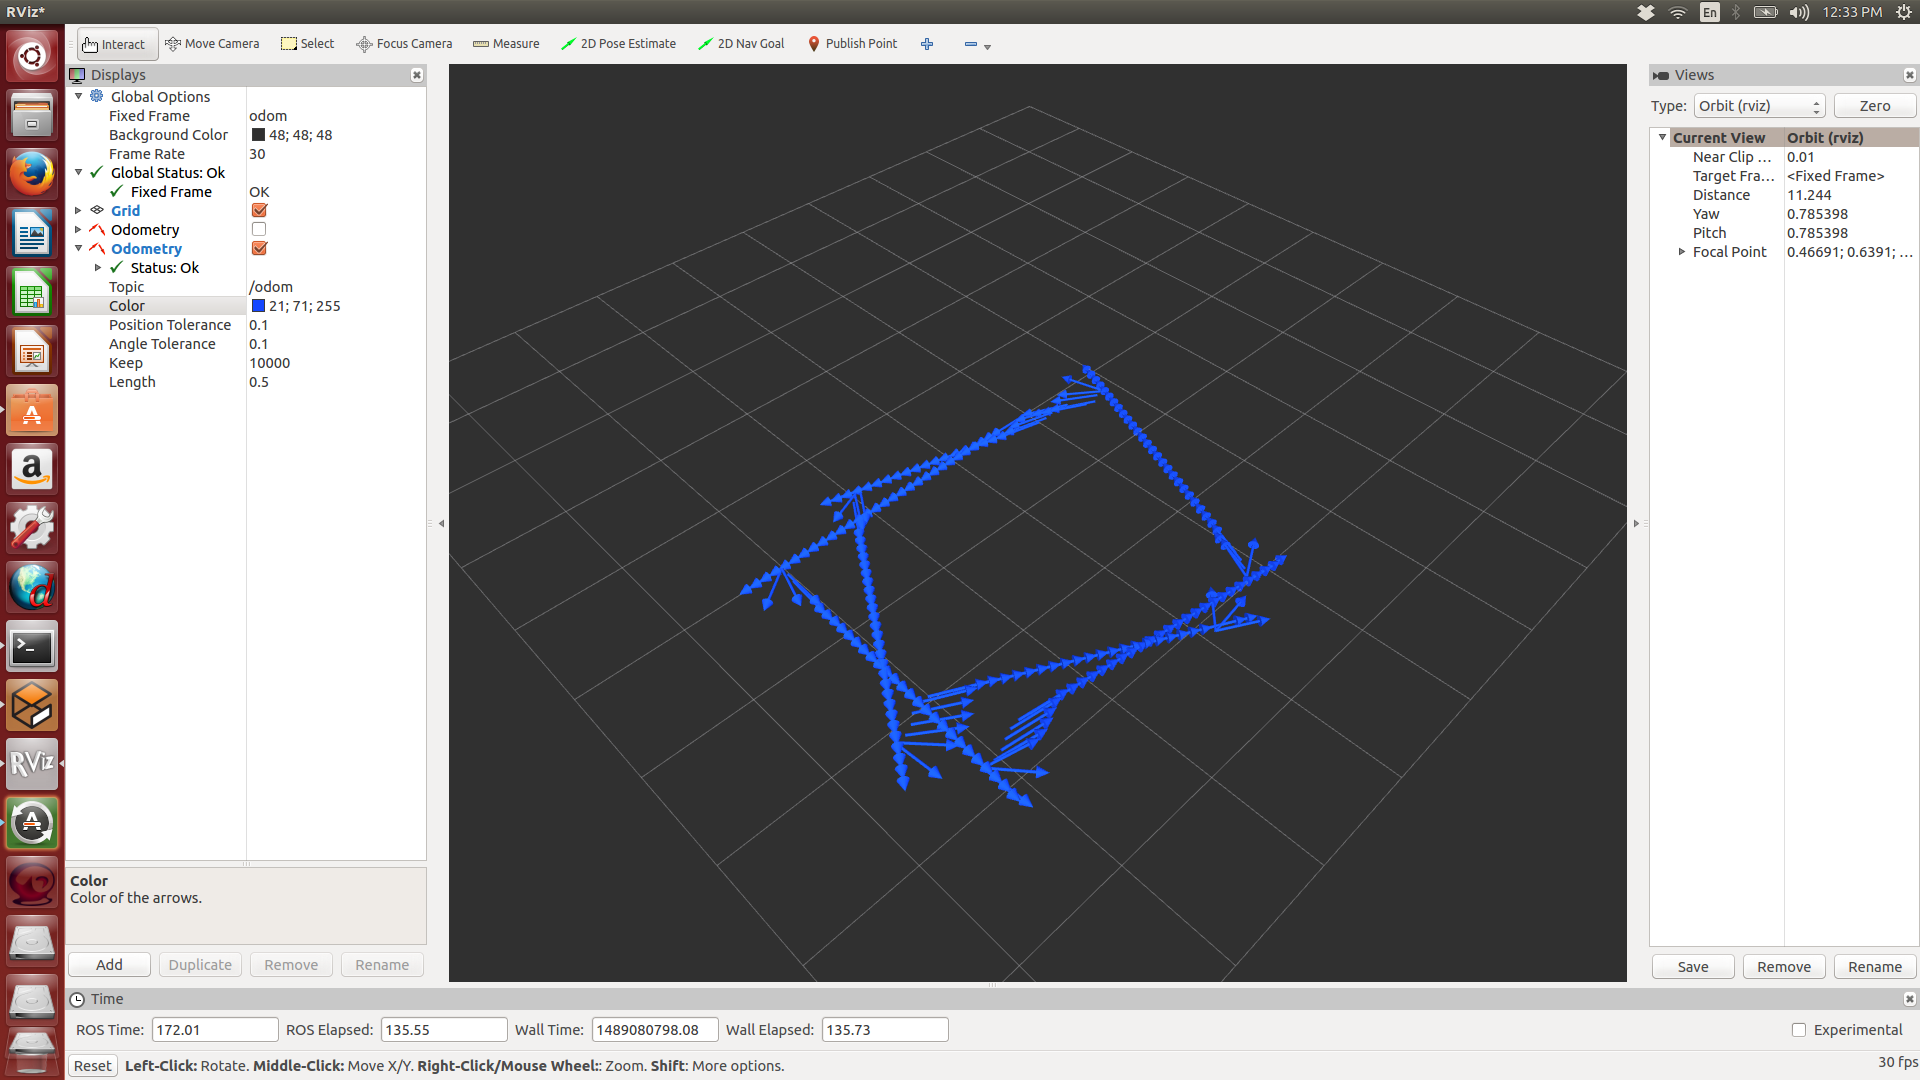 RViz*
En
12:33 PM
Interact
Move Camera
Select
Focus Camera
Measure
2D Pose Estimate
2D Nav Goal
Publish Point
Displays
Global Options
Fixed Frame odom
Background Color 48; 48; 48
Frame Rate 30
Global Status: Ok
Fixed Frame OK
Grid
Odometry
Odometry
Status: Ok
Topic /odom
Color 21; 71; 255
Position Tolerance 0.1
Angle Tolerance 0.1
Keep 10000
Length 0.5
Color
Color of the arrows.
Add Duplicate Remove Rename
Views
Type: Orbit (rviz) Zero
Current View Orbit (rviz)
Near Clip ... 0.01
Target Fra... <Fixed Frame>
Distance 11.244
Yaw 0.785398
Pitch 0.785398
Focal Point 0.46691; 0.6391; ...
Save Remove Rename
a
d
>_
RViz
Time
ROS Time: 172.01 ROS Elapsed: 135.55 Wall Time: 1489080798.08 Wall Elapsed: 135.73 Experimental
Reset Left-Click: Rotate. Middle-Click: Move X/Y. Right-Click/Mouse Wheel:: Zoom. Shift: More options. 30 fps